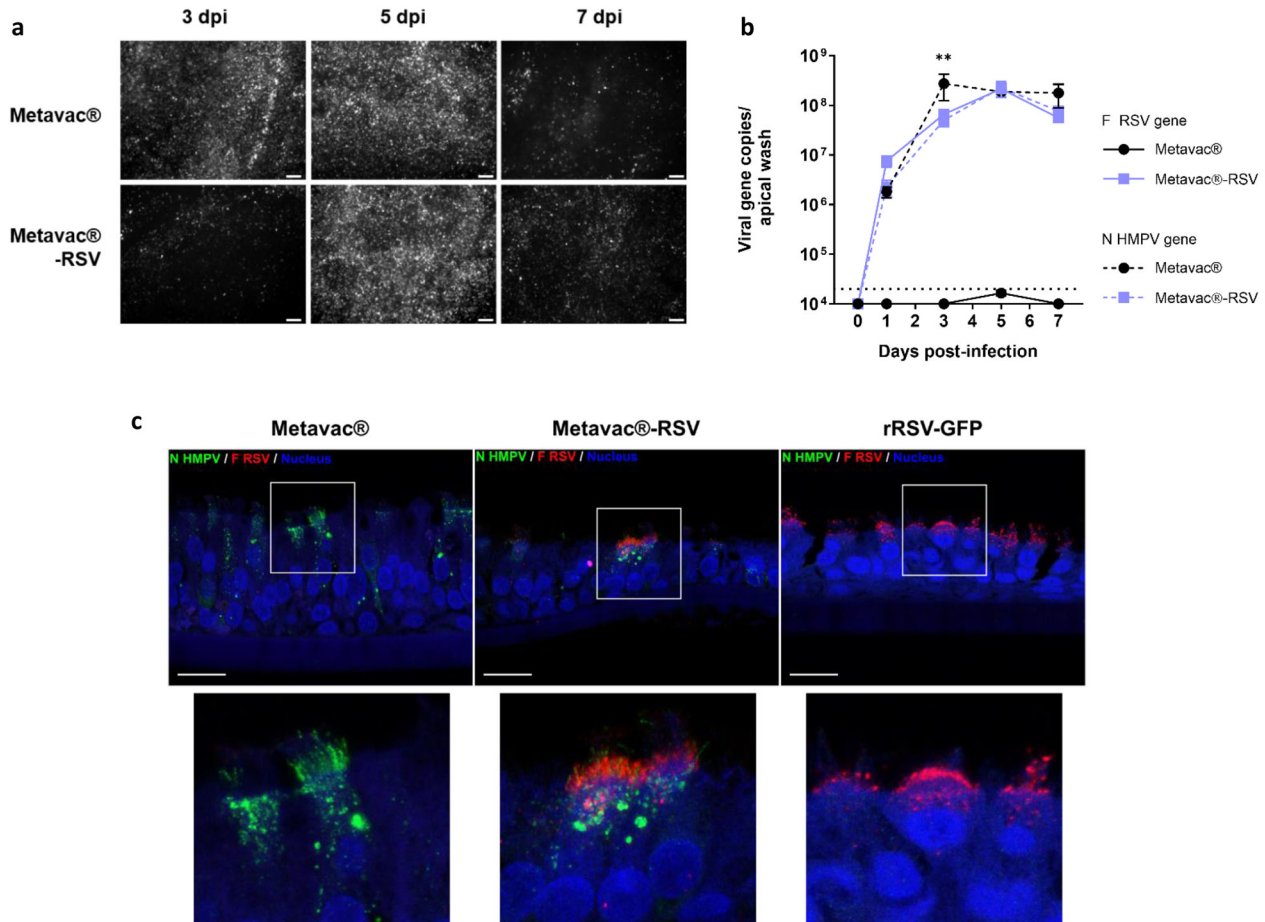 a
3 dpi 5 dpi 7 dpi
Metavac®
Metavac®
-RSV
b
Viral gene copies/
apical wash
10⁹
10⁸
10⁷
10⁶
10⁵
10⁴
**
0 1 2 3 4 5 6 7
Days post-infection
F RSV gene
Metavac®
Metavac®-RSV
N HMPV gene
Metavac®
Metavac®-RSV
c
Metavac® Metavac®-RSV rRSV-GFP
N HMPV / F RSV / Nucleus N HMPV / F RSV / Nucleus N HMPV / F RSV / Nucleus